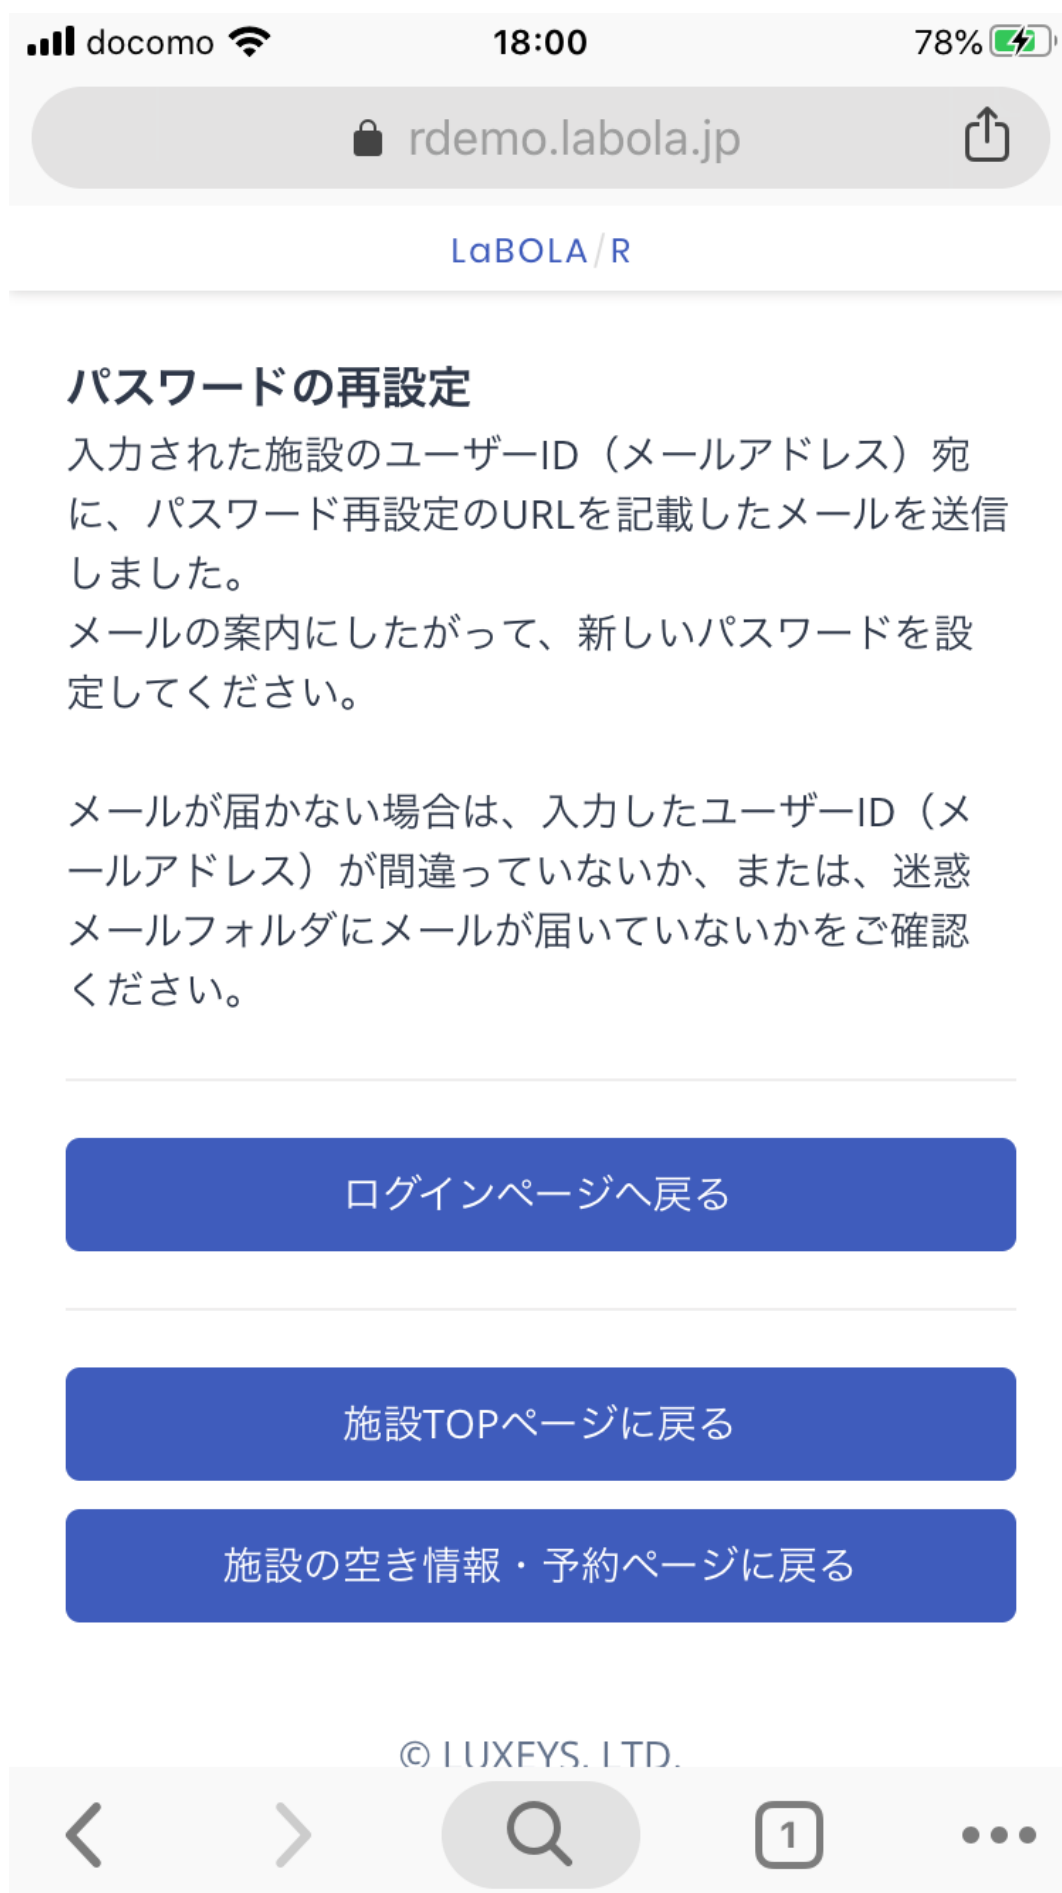 docomo 18:00 78%
rdemo.labola.jp
LaBOLA/R
パスワードの再設定
入力された施設のユーザーID（メールアドレス）宛
に、パスワード再設定のURLを記載したメールを送信
しました。
メールの案内にしたがって、新しいパスワードを設
定してください。
メールが届かない場合は、入力したユーザーID（メ
ールアドレス）が間違っていないか、または、迷惑
メールフォルダにメールが届いていないかをご確認
ください。
ログインページへ戻る
施設TOPページに戻る
施設の空き情報・予約ページに戻る
© LUXEYS, LTD.
1